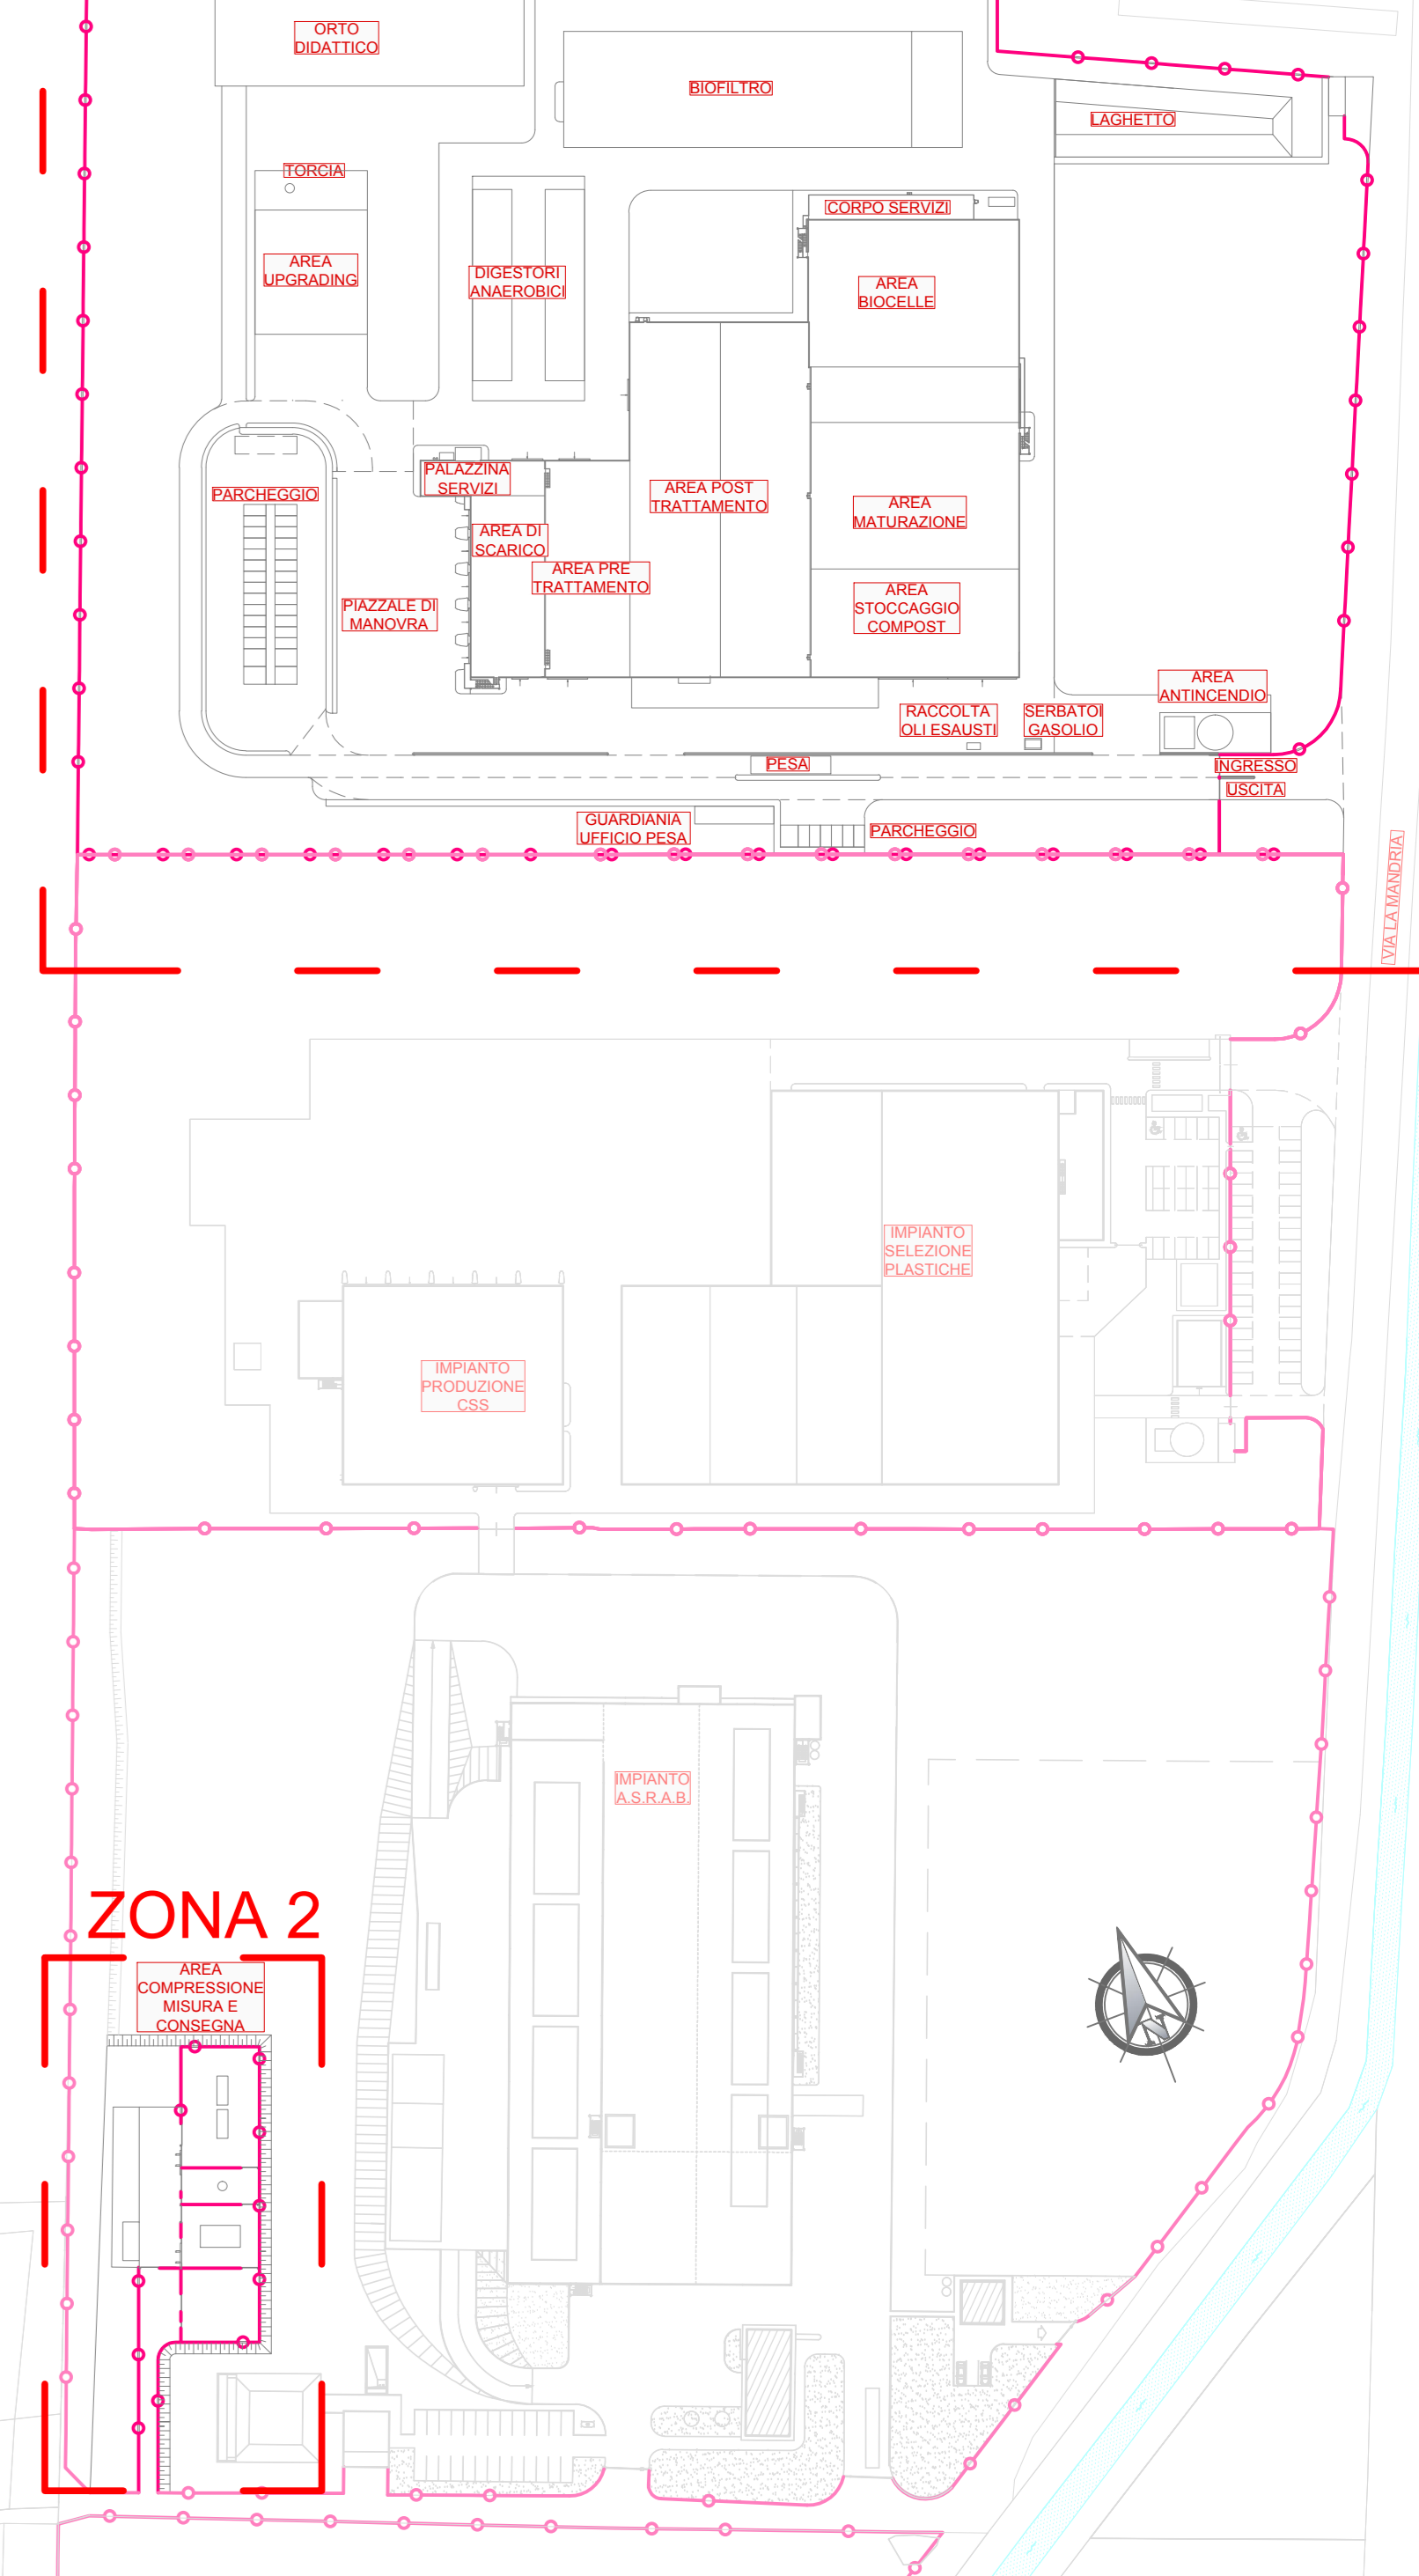 ORTO
DIDATTICO
BIOFILTRO
LAGHETTO
TORCIA
CORPO SERVIZI
AREA
UPGRADING
DIGESTORI
ANAEROBICI
AREA
BIOCELLE
PALAZZINA
SERVIZI
PARCHEGGIO
AREA POST
TRATTAMENTO
AREA
MATURAZIONE
AREA DI
SCARICO
AREA PRE
TRATTAMENTO
PIAZZALE DI
MANOVRA
AREA
STOCCAGGIO
COMPOST
AREA
ANTINCENDIO
RACCOLTA
OLI ESAUSTI
SERBATOI
GASOLIO
PESA
INGRESSO
USCITA
GUARDIANIA
UFFICIO PESA
PARCHEGGIO
VIA LA MANDRIA
IMPIANTO
SELEZIONE
PLASTICHE
IMPIANTO
PRODUZIONE
CSS
IMPIANTO
A.S.R.A.B.
ZONA 2
AREA
COMPRESSIONE
MISURA E
CONSEGNA
N